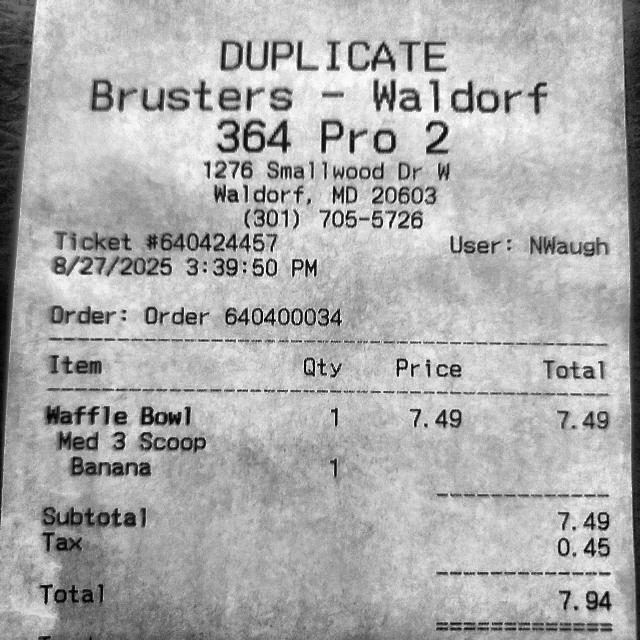 DUPLICATE
Brusters - Waldorf
364 Pro 2
1276 Smallwood Dr W
Waldorf, MD 20603
(301) 705-5726
Ticket #640424457 User: NWaugh
8/27/2025 3:39:50 PM
Order: Order 640400034
Item Qty Price Total
Waffle Bowl 1 7.49 7.49
Med 3 Scoop
Banana 1
Subtotal 7.49
Tax 0.45
Total 7.94